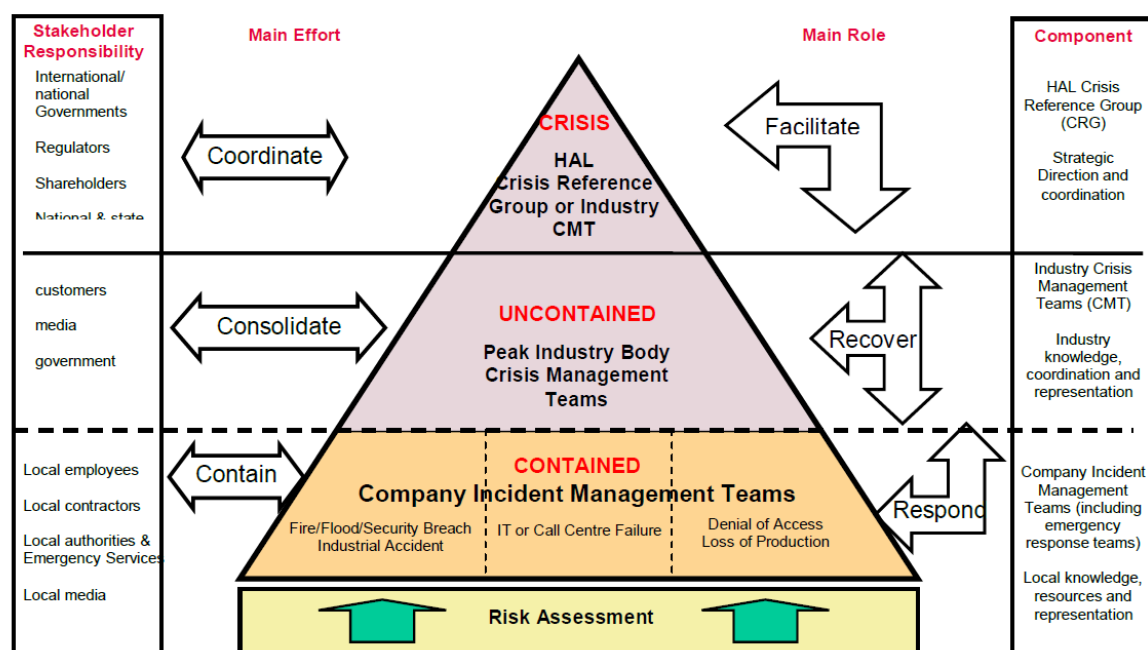 Stakeholder
Responsibility
International/
national
Governments
Regulators
Shareholders
National & state
customers
media
government
Local employees
Local contractors
Local authorities &
Emergency Services
Local media
Main Effort
Coordinate
Consolidate
Contain
CRISIS
HAL
Crisis Reference
Group or Industry
CMT
UNCONTAINED
Peak Industry Body
Crisis Management
Teams
CONTAINED
Company Incident Management Teams
Fire/Flood/Security Breach
Industrial Accident
IT or Call Centre Failure
Denial of Access
Loss of Production
Risk Assessment
Main Role
Facilitate
Recover
Respond
Component
HAL Crisis
Reference Group
(CRG)
Strategic
Direction and
coordination
Industry Crisis
Management
Teams (CMT)
Industry
knowledge,
coordination and
representation
Company Incident
Management
Teams (including
emergency
response teams)
Local knowledge,
resources and
representation